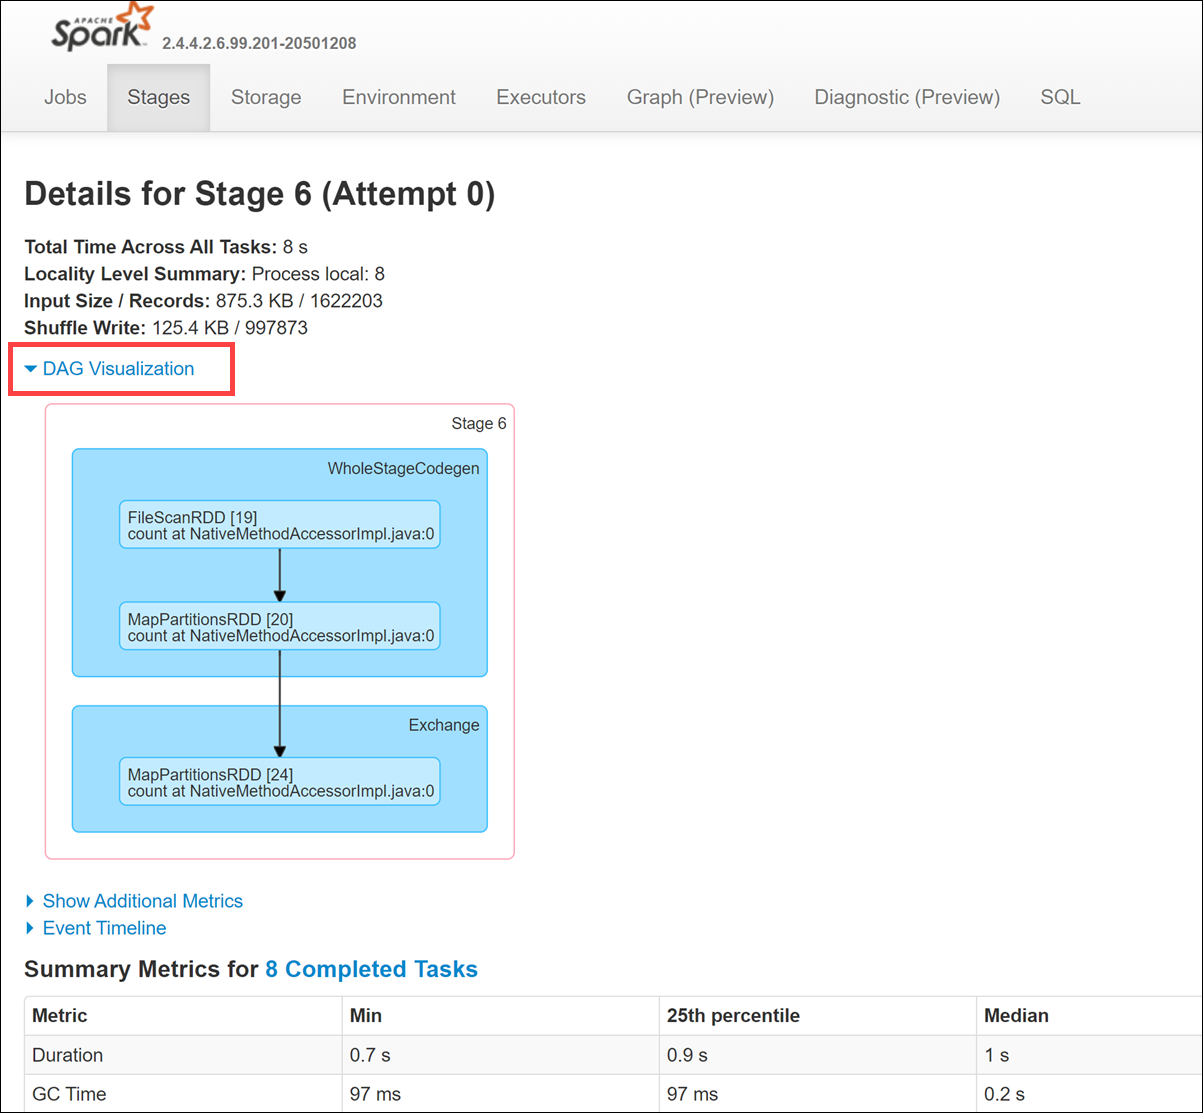 APACHE
Spark™ 2.4.4.2.6.99.201-20501208
Jobs Stages Storage Environment Executors Graph (Preview) Diagnostic (Preview) SQL
Details for Stage 6 (Attempt 0)
Total Time Across All Tasks: 8 s
Locality Level Summary: Process local: 8
Input Size / Records: 875.3 KB / 1622203
Shuffle Write: 125.4 KB / 997873
DAG Visualization
Stage 6
WholeStageCodegen
FileScanRDD [19]
count at NativeMethodAccessorImpl.java:0
MapPartitionsRDD [20]
count at NativeMethodAccessorImpl.java:0
Exchange
MapPartitionsRDD [24]
count at NativeMethodAccessorImpl.java:0
Show Additional Metrics
Event Timeline
Summary Metrics for 8 Completed Tasks
Metric Min 25th percentile Median
Duration 0.7 s 0.9 s 1 s
GC Time 97 ms 97 ms 0.2 s